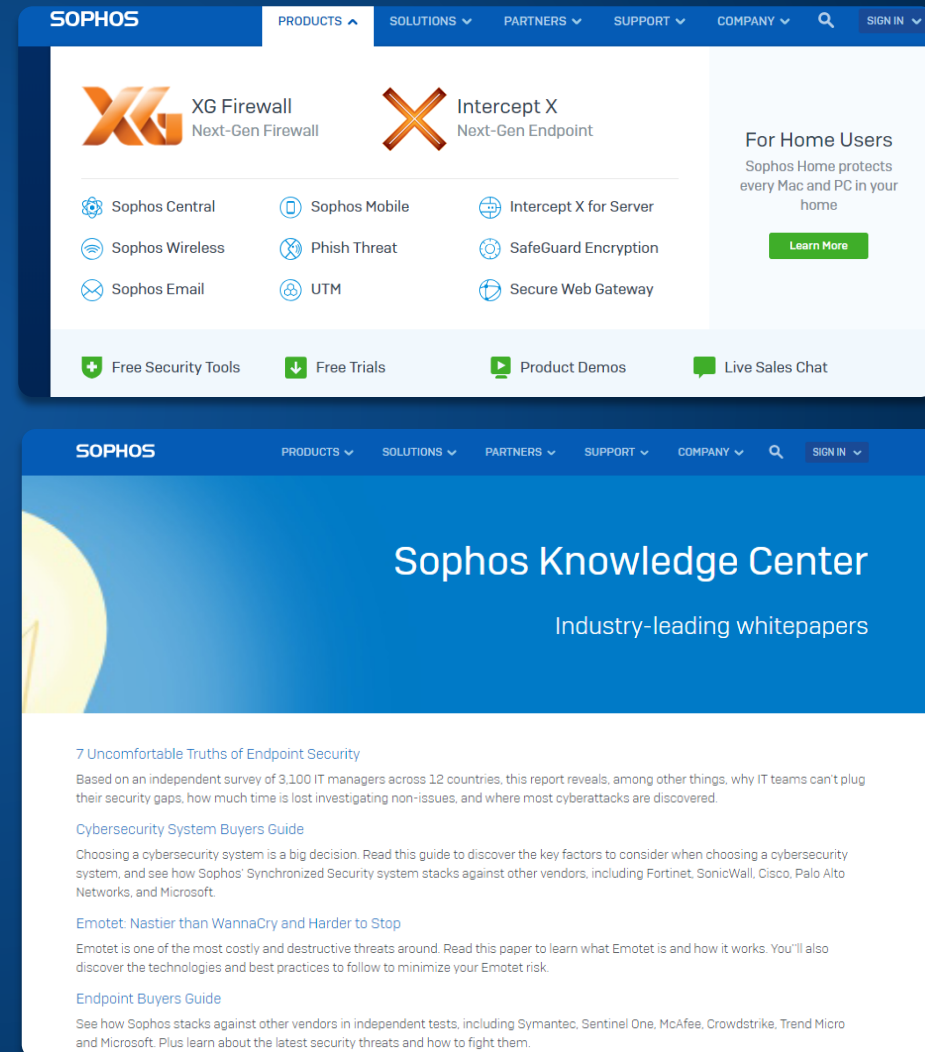 SOPHOS
PRODUCTS
SOLUTIONS
PARTNERS
SUPPORT
COMPANY
SIGN IN
XG
XG Firewall
Next-Gen Firewall
Intercept X
Next-Gen Endpoint
For Home Users
Sophos Home protects
every Mac and PC in your
home
Learn More
Sophos Central
Sophos Mobile
Intercept X for Server
Sophos Wireless
Phish Threat
SafeGuard Encryption
Sophos Email
UTM
Secure Web Gateway
Free Security Tools
Free Trials
Product Demos
Live Sales Chat
SOPHOS
PRODUCTS
SOLUTIONS
PARTNERS
SUPPORT
COMPANY
SIGN IN
Sophos Knowledge Center
Industry-leading whitepapers
7 Uncomfortable Truths of Endpoint Security
Based on an independent survey of 3,100 IT managers across 12 countries, this report reveals, among other things, why IT teams can't plug
their security gaps, how much time is lost investigating non-issues, and where most cyberattacks are discovered.
Cybersecurity System Buyers Guide
Choosing a cybersecurity system is a big decision. Read this guide to discover the key factors to consider when choosing a cybersecurity
system, and see how Sophos' Synchronized Security system stacks against other vendors, including Fortinet, SonicWall, Cisco, Palo Alto
Networks, and Microsoft.
Emotet: Nastier than WannaCry and Harder to Stop
Emotet is one of the most costly and destructive threats around. Read this paper to learn what Emotet is and how it works. You''ll also
discover the technologies and best practices to follow to minimize your Emotet risk.
Endpoint Buyers Guide
See how Sophos stacks against other vendors in independent tests, including Symantec, Sentinel One, McAfee, Crowdstrike, Trend Micro
and Microsoft. Plus learn about the latest security threats and how to fight them.